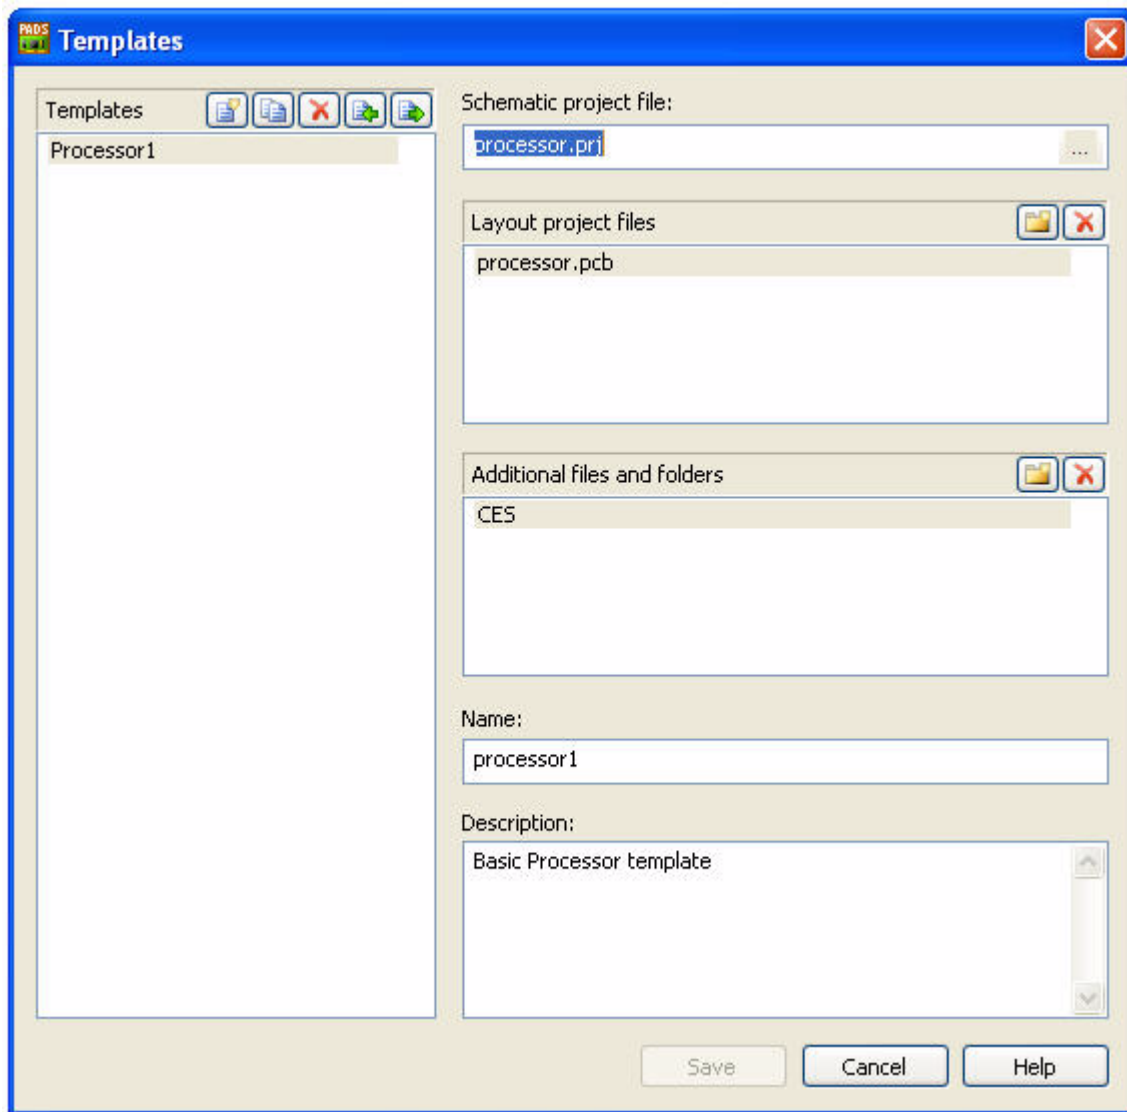 PADS
Templates
Templates
Processor1
Schematic project file:
processor.prj
...
Layout project files
processor.pcb
Additional files and folders
CES
Name:
processor1
Description:
Basic Processor template
Save
Cancel
Help